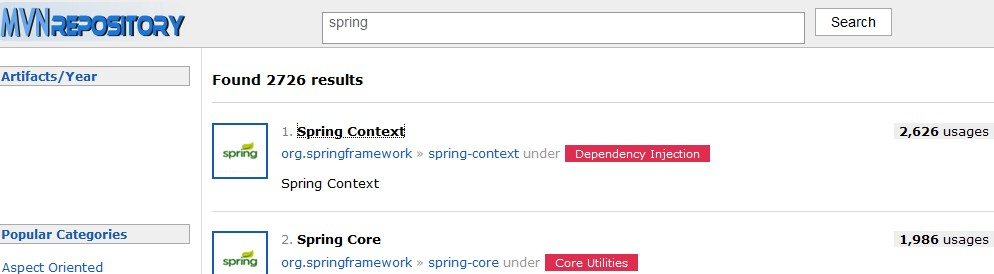 MVNREPOSITORY
spring
Search
Artifacts/Year
Found 2726 results
spring
1. Spring Context
2,626 usages
org.springframework » spring-context under Dependency Injection
Spring Context
Popular Categories
Aspect Oriented
spring
2. Spring Core
1,986 usages
org.springframework » spring-core under Core Utilities